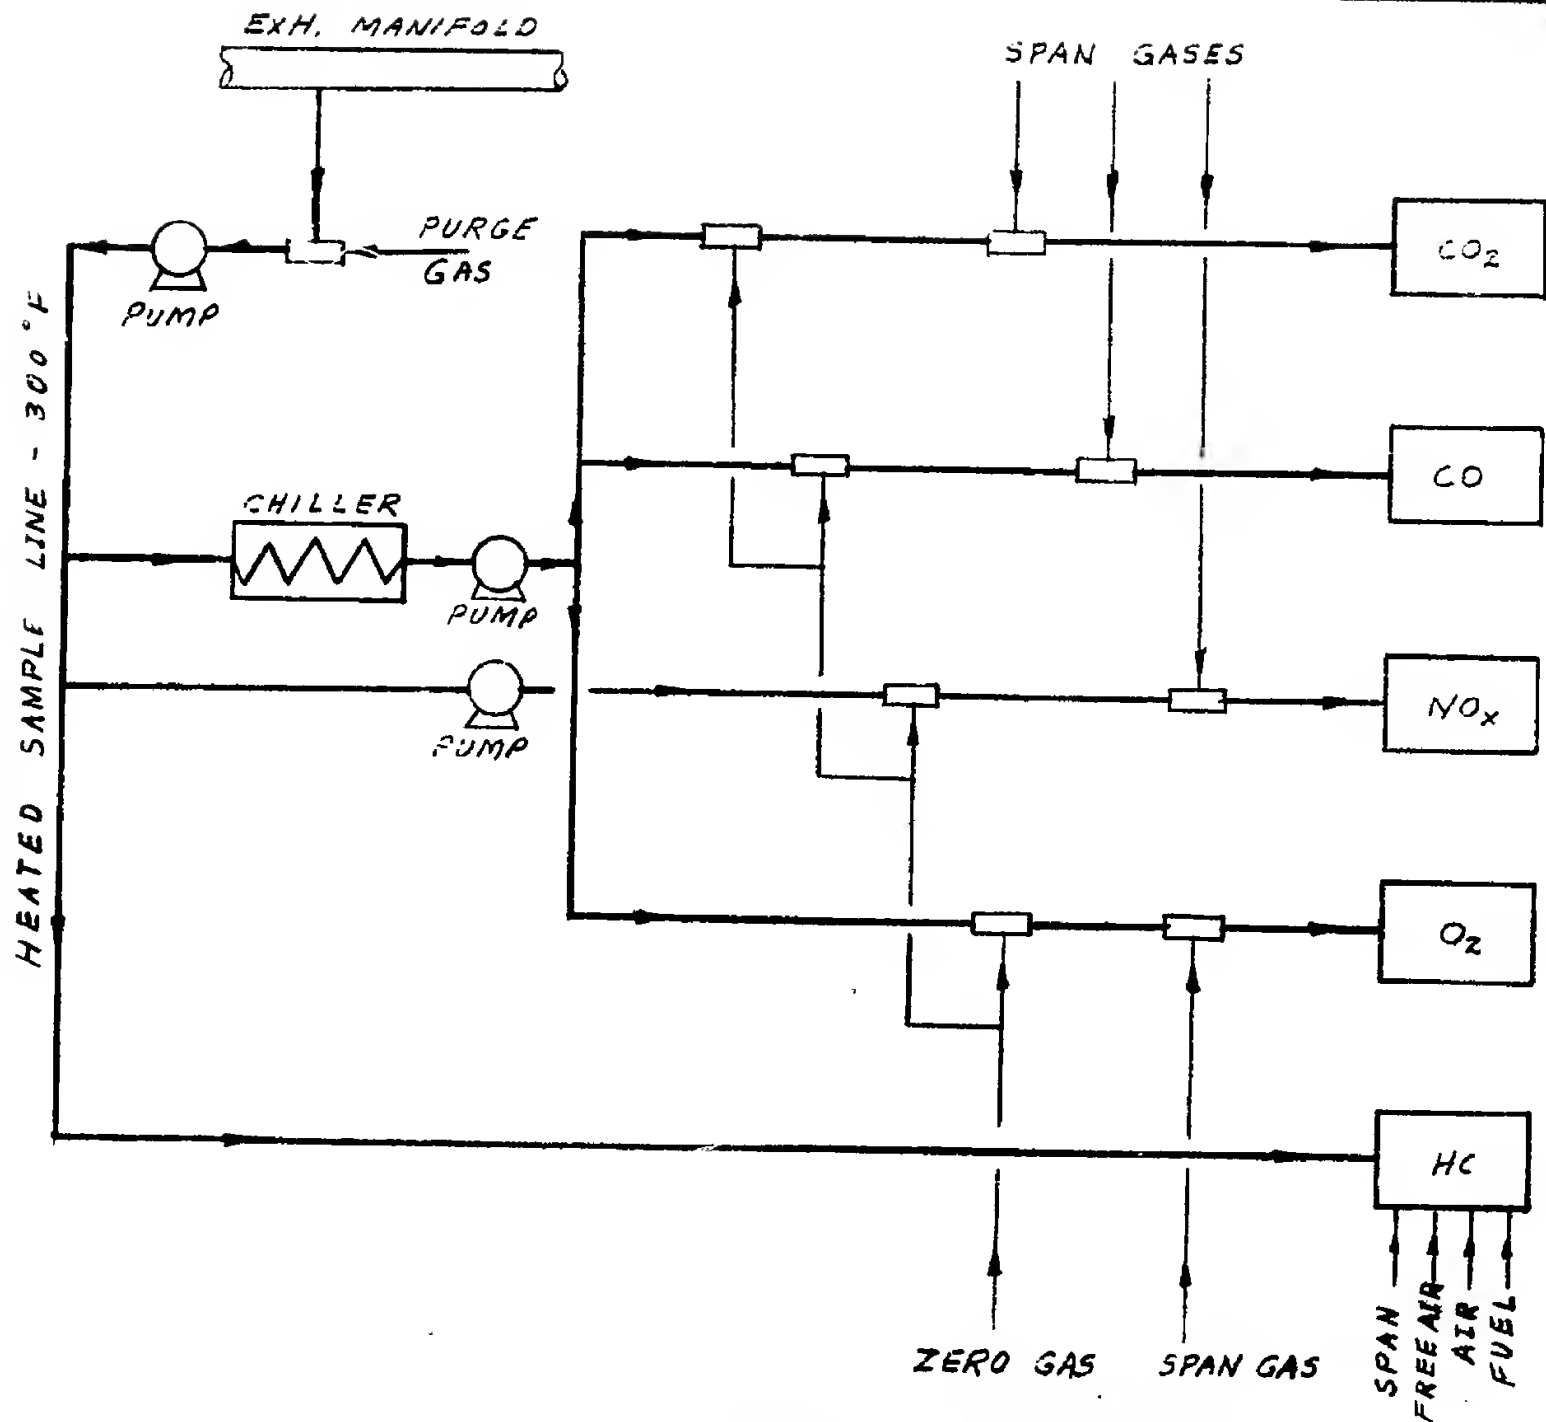 EXH. MANIFOLD
SPAN GASES
PURGE
GAS
PUMP
CO2
HEATED SAMPLE LINE - 300°F
CO
CHILLER
PUMP
PUMP
NOx
O2
HC
ZERO GAS
SPAN GAS
SPAN
FREE AIR
AIR
FUEL